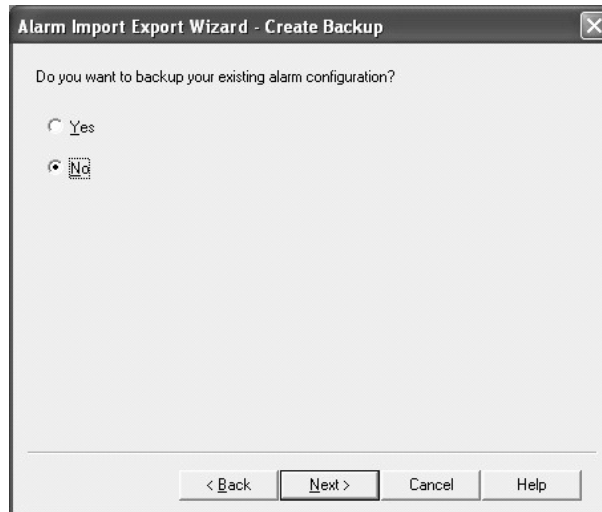 Alarm Import Export Wizard - Create Backup
Do you want to backup your existing alarm configuration?
Yes
No
< Back Next > Cancel Help